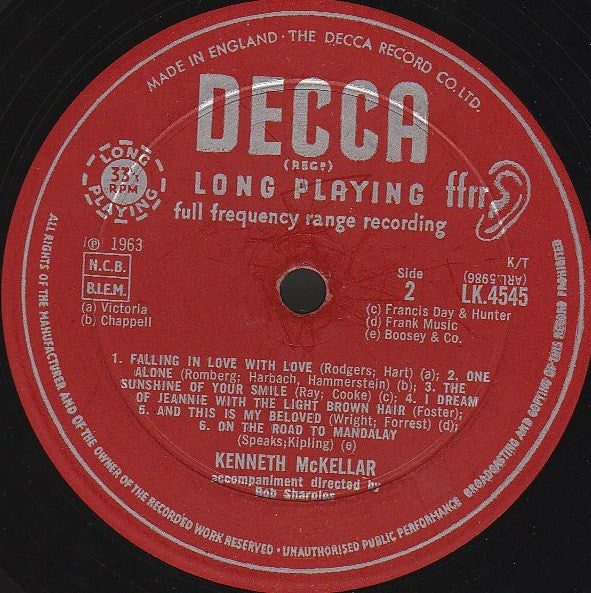 MADE IN ENGLAND · THE DECCA RECORD CO. LTD.
DECCA
(REGD)
LONG PLAYING ffrr
full frequency range recording
LONG
33⅓
RPM
PLAYING
℗ 1963
N.C.B.
B.I.E.M.
(a) Victoria
(b) Chappell
K/T
(ARL.5986)
Side
2
LK.4545
(c) Francis Day & Hunter
(d) Frank Music
(e) Boosey & Co.
1. FALLING IN LOVE WITH LOVE (Rodgers; Hart) (a); 2. ONE
ALONE (Romberg; Harbach, Hammerstein) (b); 3. THE
SUNSHINE OF YOUR SMILE (Ray; Cooke) (c); 4. I DREAM
OF JEANNIE WITH THE LIGHT BROWN HAIR (Foster);
5. AND THIS IS MY BELOVED (Wright; Forrest) (d);
6. ON THE ROAD TO MANDALAY
(Speaks;Kipling) (e)
KENNETH McKELLAR
accompaniment directed by
Bob Sharples
ALL RIGHTS OF THE MANUFACTURER AND OF THE OWNER OF THE RECORDED WORK RESERVED · UNAUTHORISED PUBLIC PERFORMANCE BROADCASTING AND COPYING OF THIS RECORD PROHIBITED